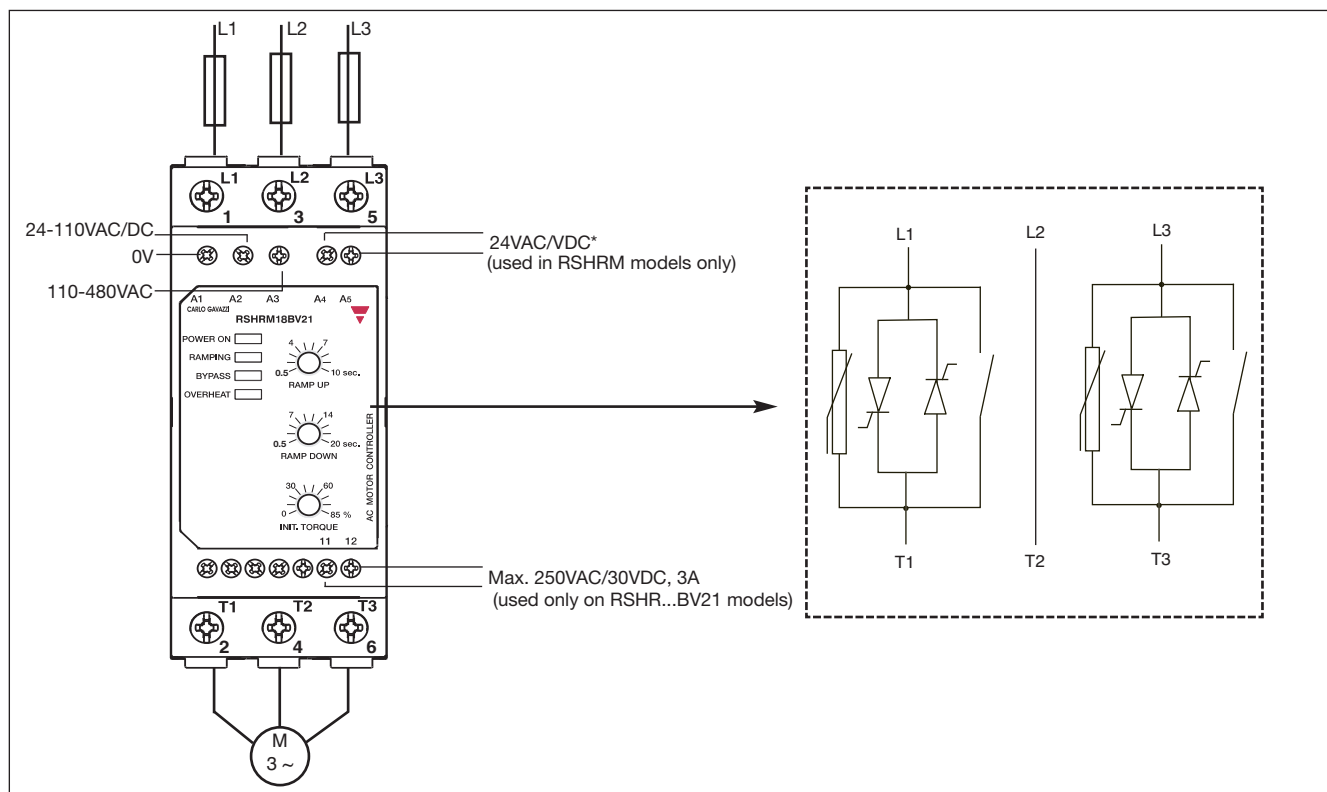 L1 L2 L3
L1 L2 L3
1 3 5
24-110VAC/DC
0V
110-480VAC
24VAC/VDC*
(used in RSHRM models only)
A1 A2 A3 A4 A5
CARLO GAVAZZI
RSHRM18BV21
POWER ON
RAMPING
BYPASS
OVERHEAT
4 7
0.5 10 sec.
RAMP UP
7 14
0.5 20 sec.
RAMP DOWN
30 60
0 85 %
INIT. TORQUE
AC MOTOR CONTROLLER
11 12
Max. 250VAC/30VDC, 3A
(used only on RSHR...BV21 models)
T1 T2 T3
2 4 6
M
3 ~
L1 L2 L3
T1 T2 T3